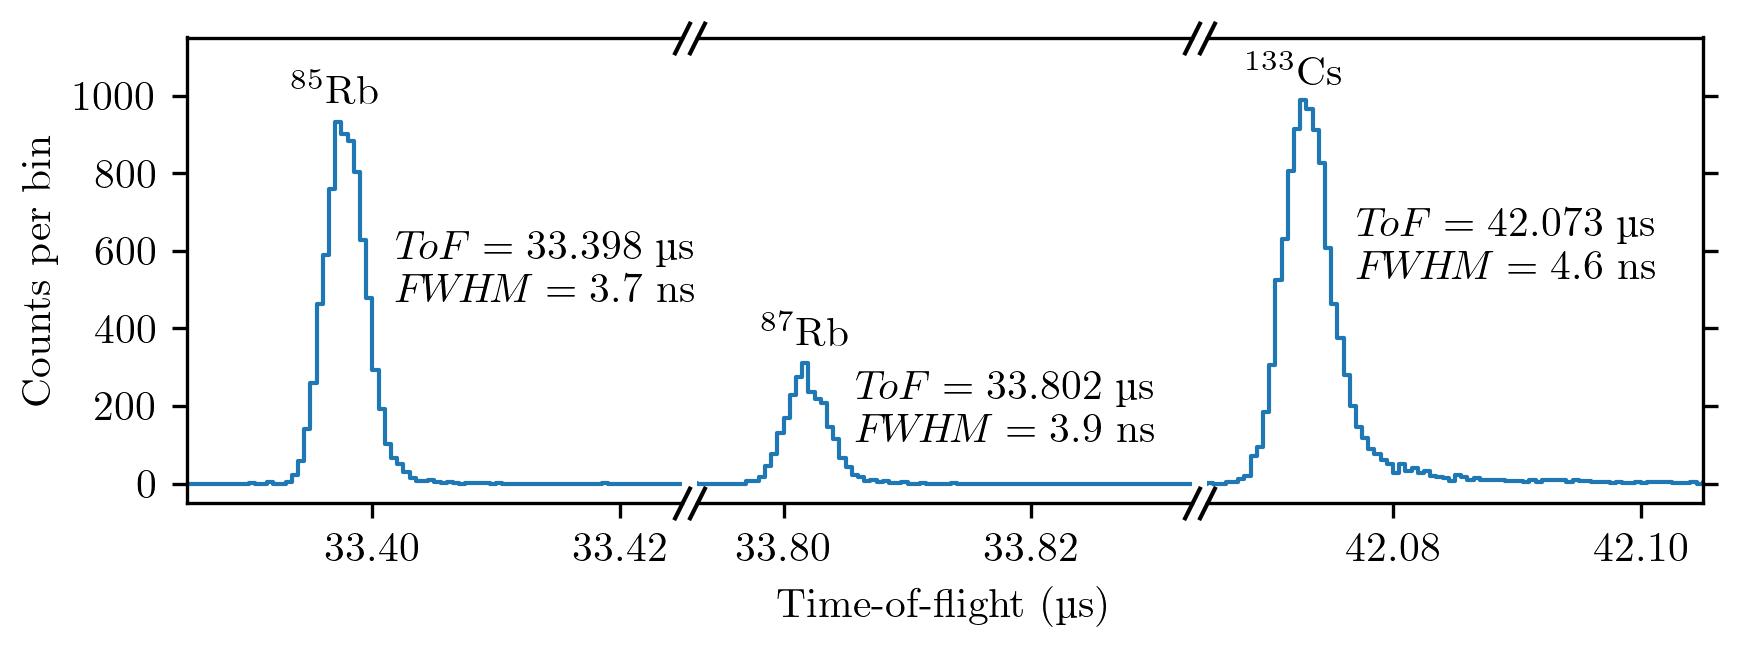 1000
800
600
400
200
0
Counts per bin
⁸⁵Rb
ToF = 33.398 µs
FWHM = 3.7 ns
⁸⁷Rb
ToF = 33.802 µs
FWHM = 3.9 ns
¹³³Cs
ToF = 42.073 µs
FWHM = 4.6 ns
33.40 33.42 33.80 33.82 42.08 42.10
Time-of-flight (µs)